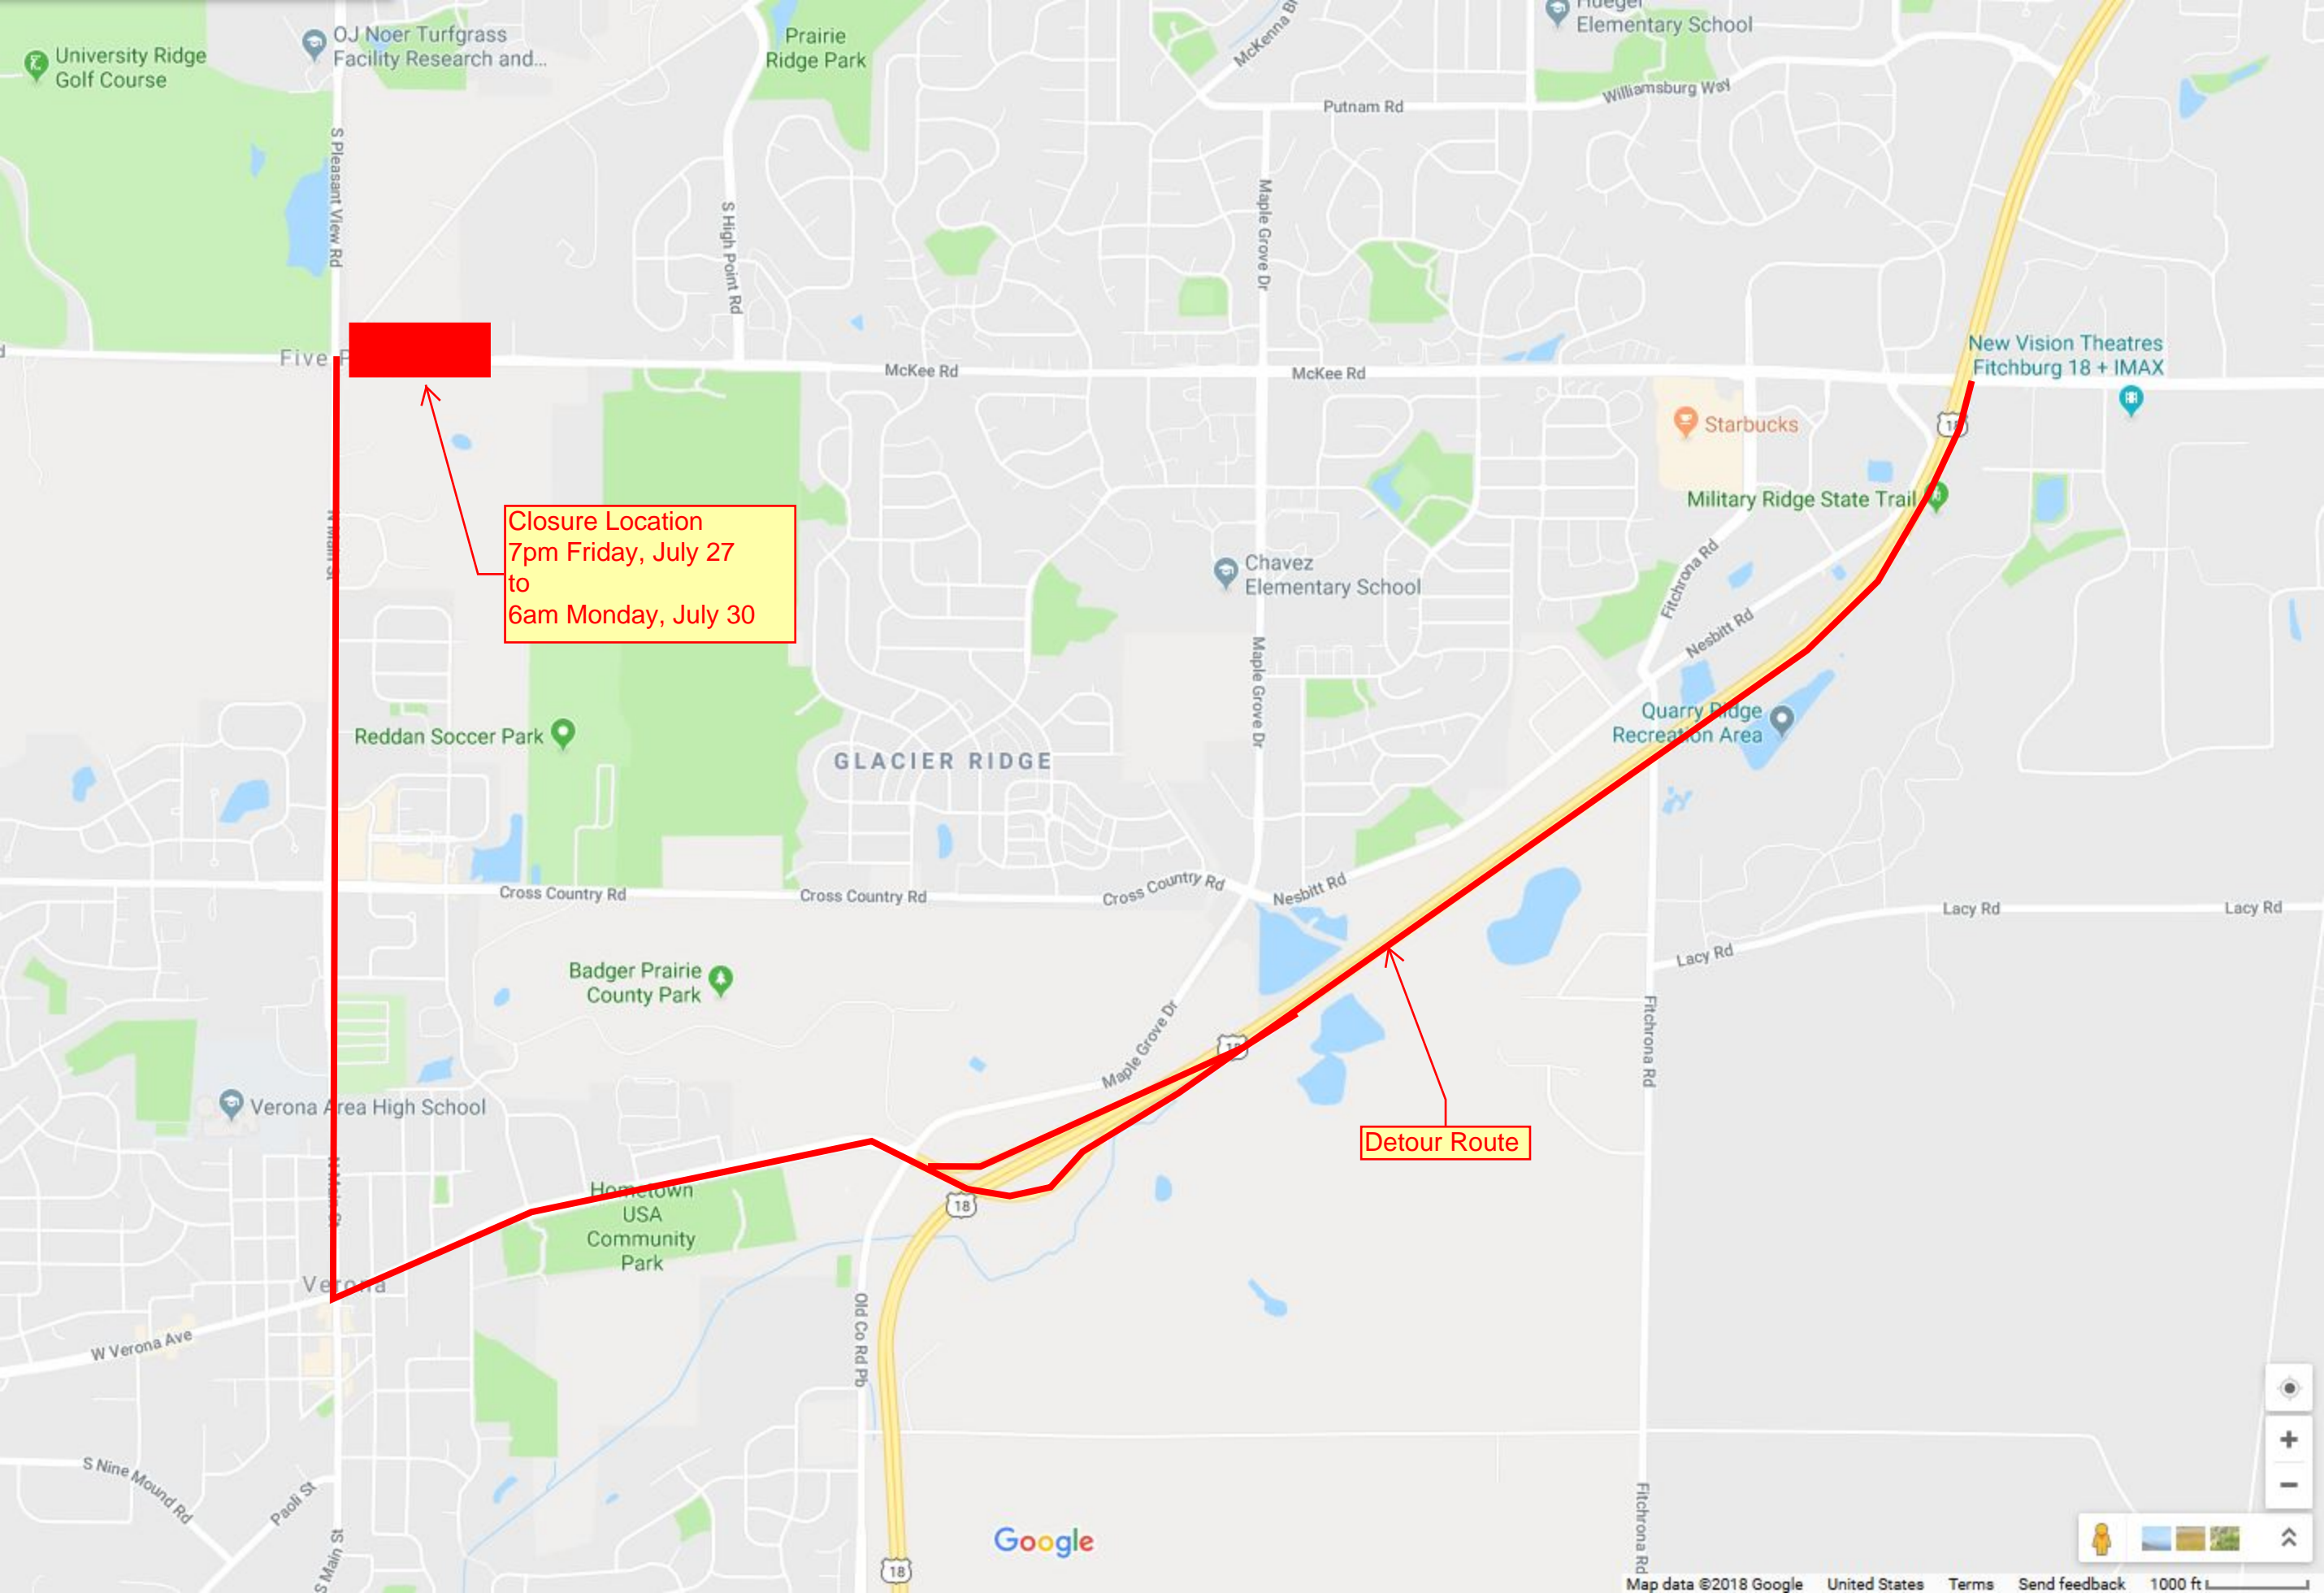 OJ Noer Turfgrass
Facility Research and...
University Ridge
Golf Course
Prairie
Ridge Park
McKenna
Elementary School
Putnam Rd
Williamsburg Way
S Pleasant View Rd
S High Point Rd
Maple Grove Dr
Five
McKee Rd
McKee Rd
New Vision Theatres
Fitchburg 18 + IMAX
Starbucks
18
Military Ridge State Trail
Closure Location
7pm Friday, July 27
to
6am Monday, July 30
N Main St
Chavez
Elementary School
Fitchrona Rd
Nesbitt Rd
Maple Grove Dr
Quarry Ridge
Recreation Area
Reddan Soccer Park
GLACIER RIDGE
Cross Country Rd
Cross Country Rd
Cross Country Rd
Nesbitt Rd
Lacy Rd
Lacy Rd
Lacy Rd
Badger Prairie
County Park
Maple Grove Dr
18
Fitchrona Rd
Verona Area High School
Detour Route
N Main St
Hometown
USA
Community
Park
18
Verona
W Verona Ave
Old Co Rd Pb
S Nine Mound Rd
Paoli St
S Main St
Google
18
Fitchrona Rd
Map data ©2018 Google United States Terms Send feedback 1000 ft